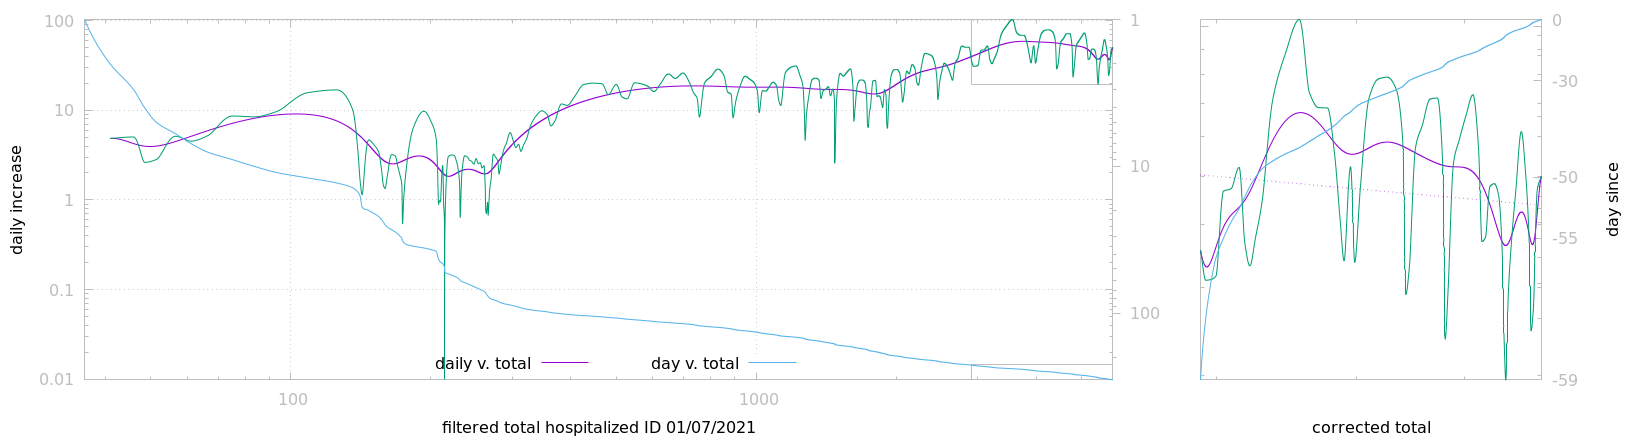 100
10
1
0.1
0.01
daily increase
100
1000
filtered total hospitalized ID 01/07/2021
daily v. total
day v. total
1
10
100
0
-30
-50
-55
-59
day since
corrected total